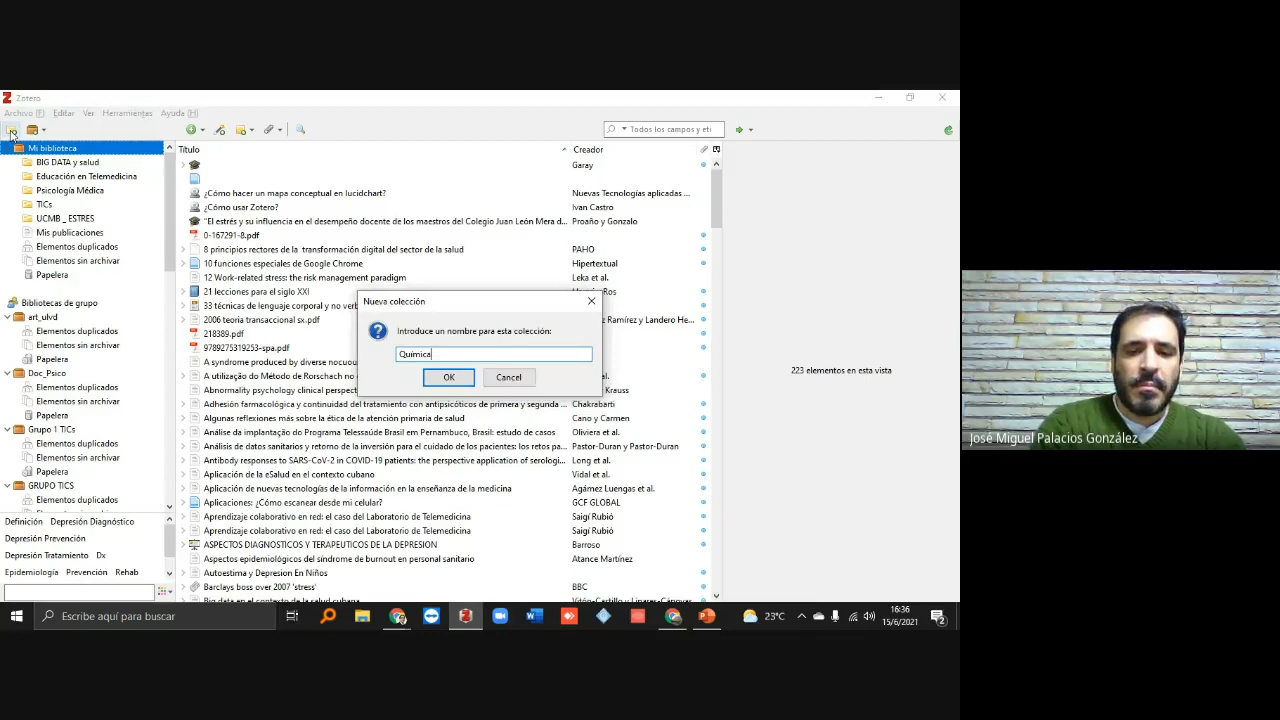 Zotero
Archivo (F) Editar Ver Herramientas Ayuda (H)
Todos los campos y eti
Mi biblioteca
BIG DATA y salud
Educación en Telemedicina
Psicología Médica
TICs
UCMB _ ESTRES
Mis publicaciones
Elementos duplicados
Elementos sin archivar
Papelera
Bibliotecas de grupo
art_ulvd
Elementos duplicados
Elementos sin archivar
Papelera
Doc_Psico
Elementos duplicados
Elementos sin archivar
Papelera
Grupo 1 TICs
Elementos duplicados
Elementos sin archivar
Papelera
GRUPO TICS
Elementos duplicados
Definición Depresión Diagnóstico
Depresión Prevención
Depresión Tratamiento Dx
Epidemiología Prevención Rehab
Título Creador
Garay
¿Cómo hacer un mapa conceptual en lucidchart? Nuevas Tecnologías aplicadas ...
¿Cómo usar Zotero? Ivan Castro
"El estrés y su influencia en el desempeño docente de los maestros del Colegio Juan León Mera d... Proaño y Gonzalo
0-167291-8.pdf
8 principios rectores de la transformación digital del sector de la salud PAHO
10 funciones especiales de Google Chrome Hipertextual
12 Work-related stress: the risk management paradigm Leka et al.
21 lecciones para el siglo XXI Ros
33 técnicas de lenguaje corporal y no verb
2006 teoria transaccional sx.pdf Ramírez y Landero He...
218389.pdf
9789275319253-spa.pdf
A syndrome produced by diverse nocuou
A utilização do Método de Rorschach no
Abnormality psychology clinical perspect Krauss
Adhesión farmacológica y continuidad del tratamiento con antipsicóticos de primera y segunda ... Chakrabarti
Algunas reflexiones más sobre la ética de la atención primaria de salud Cano y Carmen
Análise da implantação do Programa Telessaúde Brasil em Pernambuco, Brasil: estudo de casos Oliviera et al.
Análisis de datos sanitarios y retorno de la inversión para el cuidado de los pacientes: los retos pa... Pastor-Duran y Pastor-Duran
Antibody responses to SARS-CoV-2 in COVID-19 patients: the perspective application of serologi... Long et al.
Aplicación de la eSalud en el contexto cubano Vidal et al.
Aplicación de nuevas tecnologías de la información en la enseñanza de la medicina Agámez Luengas et al.
Aplicaciones: ¿Cómo escanear desde mi celular? GCF GLOBAL
Aprendizaje colaborativo en red: el caso del Laboratorio de Telemedicina Saigí Rubió
Aprendizaje colaborativo en red: el caso del Laboratorio de Telemedicina Saigí Rubió
ASPECTOS DIAGNOSTICOS Y TERAPEUTICOS DE LA DEPRESION Barroso
Aspectos epidemiológicos del síndrome de burnout en personal sanitario Atance Martínez
Autoestima y Depresion En Niños
Barclays boss over 2007 'stress' BBC
Big data en el contexto de la salud cubana Vitón-Castillo y Linares-Cánovas
Nueva colección
Introduce un nombre para esta colección:
Química
OK Cancel
223 elementos en esta vista
José Miguel Palacios González
Escribe aquí para buscar
23°C
16:36
15/6/2021
2